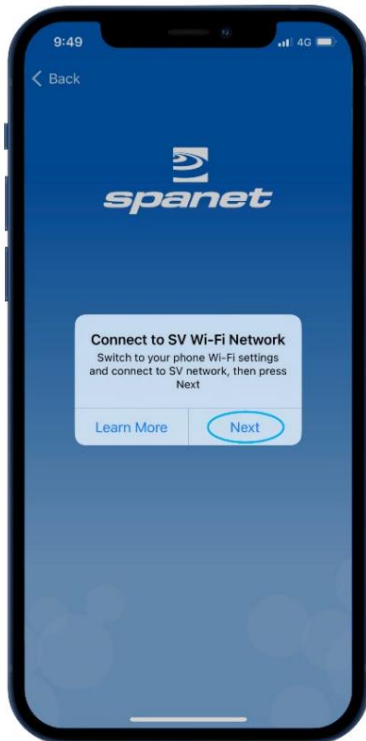 9:49
4G
Back
spanet
Connect to SV Wi-Fi Network
Switch to your phone Wi-Fi settings
and connect to SV network, then press
Next
Learn More
Next